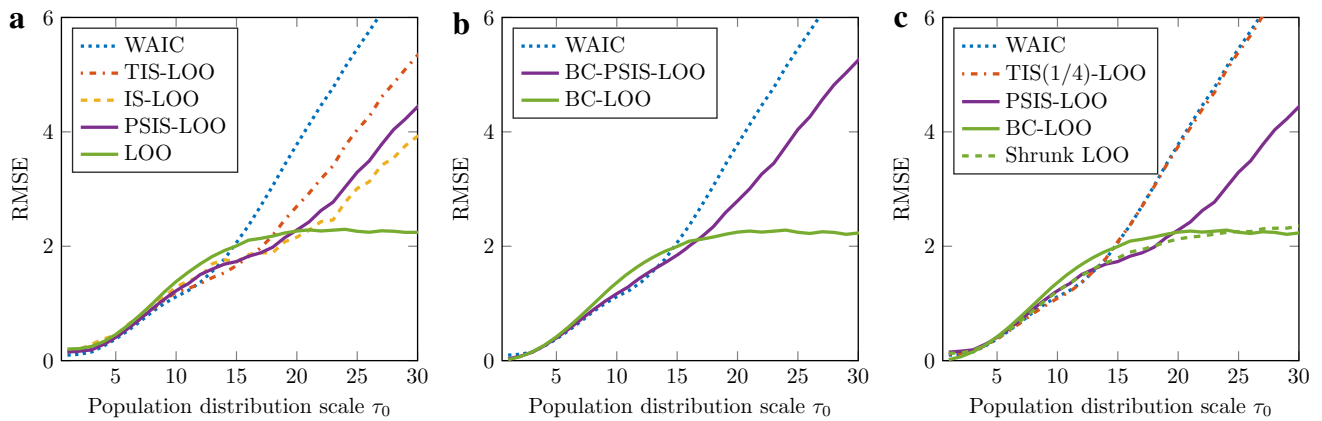 a
6
4
2
0
RMSE
WAIC
TIS-LOO
IS-LOO
PSIS-LOO
LOO
5 10 15 20 25 30
Population distribution scale τ0
b
6
4
2
0
RMSE
WAIC
BC-PSIS-LOO
BC-LOO
5 10 15 20 25 30
Population distribution scale τ0
c
6
4
2
0
RMSE
WAIC
TIS(1/4)-LOO
PSIS-LOO
BC-LOO
Shrunk LOO
5 10 15 20 25 30
Population distribution scale τ0